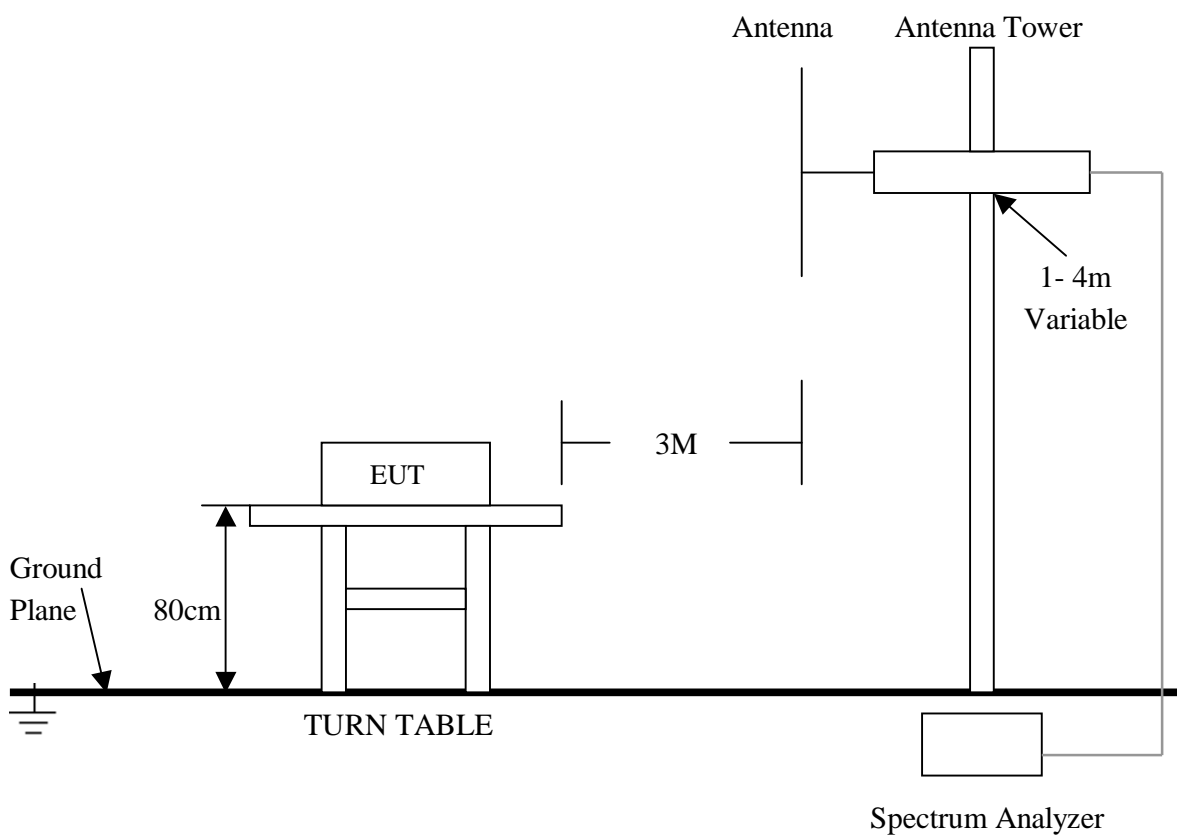 Antenna
Antenna Tower
1- 4m
Variable
3M
EUT
Ground
Plane
80cm
TURN TABLE
Spectrum Analyzer